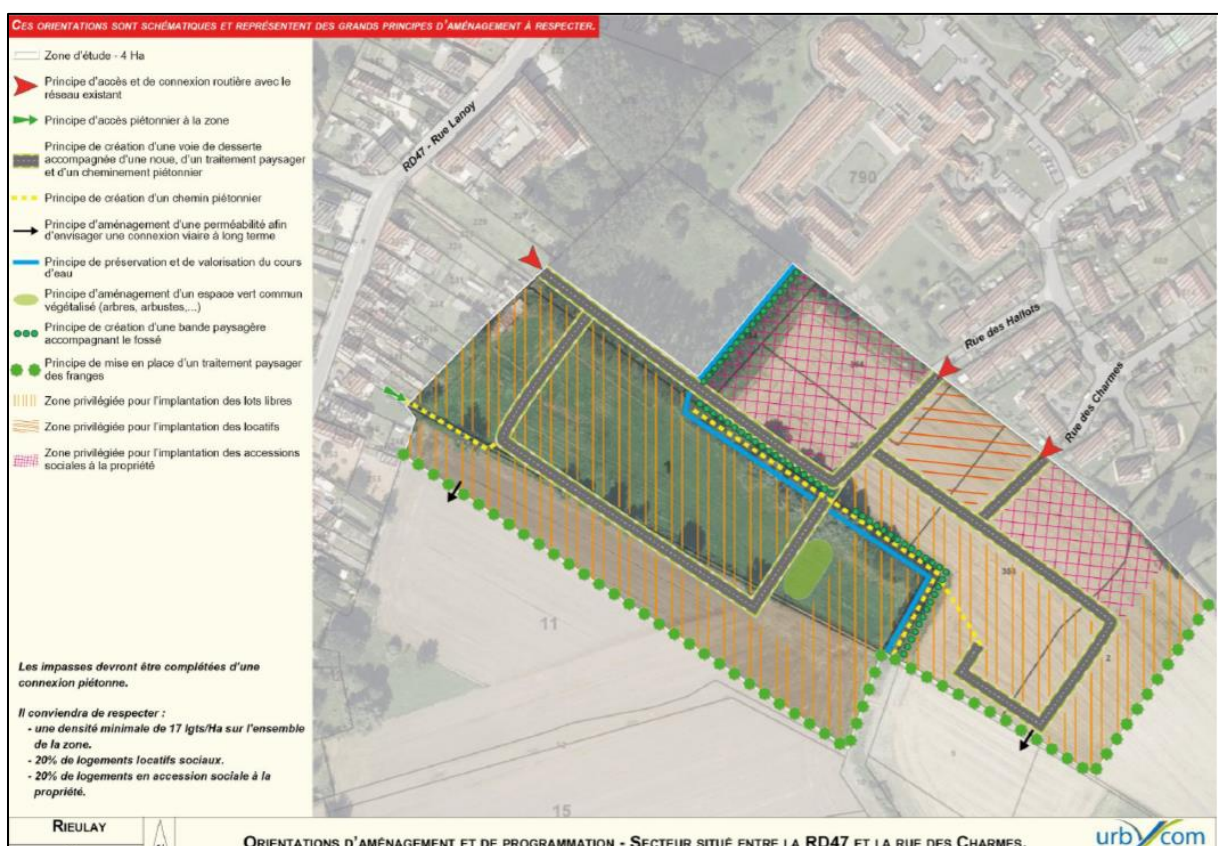 CES ORIENTATIONS SONT SCHÉMATIQUES ET REPRÉSENTENT DES GRANDS PRINCIPES D'AMÉNAGEMENT À RESPECTER.
Zone d'étude - 4 Ha
Principe d'accès et de connexion routière avec le
réseau existant
Principe d'accès piétonnier à la zone
Principe de création d'une voie de desserte
accompagnée d'une noue, d'un traitement paysager
et d'un cheminement piétonnier
Principe de création d'un chemin piétonnier
Principe d'aménagement d'une perméabilité afin
d'envisager une connexion viaire à long terme
Principe de préservation et de valorisation du cours
d'eau
Principe d'aménagement d'un espace vert commun
végétalisé (arbres, arbustes,...)
Principe de création d'une bande paysagère
accompagnant le fossé
Principe de mise en place d'un traitement paysager
des franges
Zone privilégiée pour l'implantation des lots libres
Zone privilégiée pour l'implantation des locatifs
Zone privilégiée pour l'implantation des accessions
sociales à la propriété
Les impasses devront être complétées d'une
connexion piétonne.
Il conviendra de respecter :
- une densité minimale de 17 lgts/Ha sur l'ensemble
de la zone.
- 20% de logements locatifs sociaux.
- 20% de logements en accession sociale à la
propriété.
RD47 - Rue Lanoy
790
Rue des Hallots
Rue des Charmes
11
2
15
RIEULAY
ORIENTATIONS D'AMÉNAGEMENT ET DE PROGRAMMATION - SECTEUR SITUÉ ENTRE LA RD47 ET LA RUE DES CHARMES.
urbycom